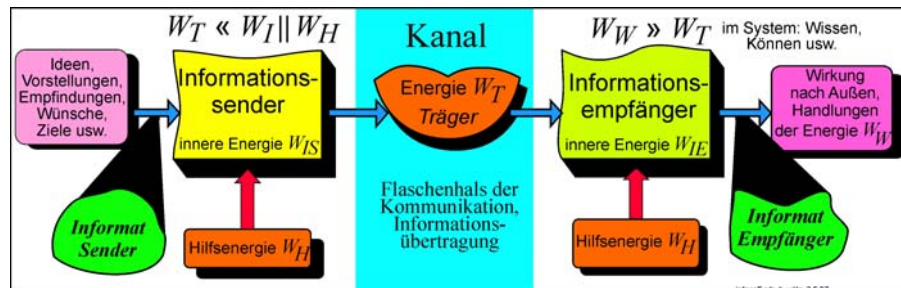 W_T « W_I || W_H
Ideen,
Vorstellungen,
Empfindungen,
Wünsche,
Ziele usw.
Informations-
sender
innere Energie W_IS
Informat
Sender
Hilfsenergie W_H
Kanal
Energie W_T
Träger
Flaschenhals der
Kommunikation,
Informations-
übertragung
W_W » W_T
im System: Wissen,
Können usw.
Informations-
empfänger
innere Energie W_IE
Hilfsenergie W_H
Wirkung
nach Außen,
Handlungen
der Energie W_W
Informat
Empfänger